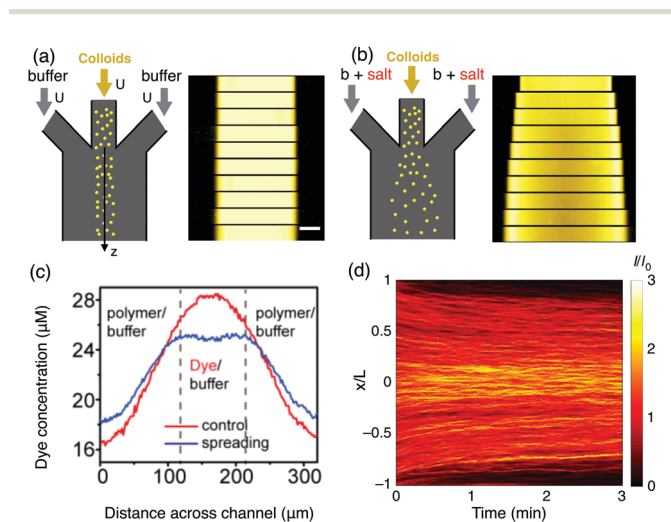 (a)
Colloids
buffer
U
buffer
U
U
z
(b)
Colloids
b + salt
b + salt
(c)
Dye concentration (μM)
28
24
20
16
polymer/
buffer
Dye/
buffer
polymer/
buffer
control
spreading
0
100
200
300
Distance across channel (μm)
(d)
x/L
1
0.5
0
−0.5
−1
0
1
2
3
Time (min)
I/I0
3
2
1
0